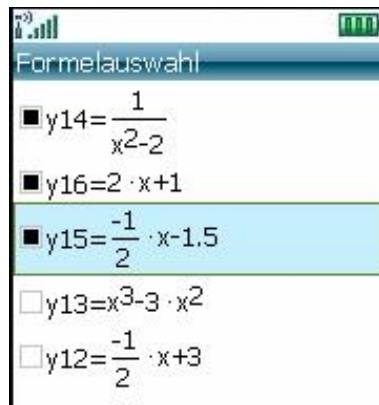 Formelauswahl
y14=1/(x²-2)
y16=2·x+1
y15=-1/2·x-1.5
y13=x³-3·x²
y12=-1/2·x+3